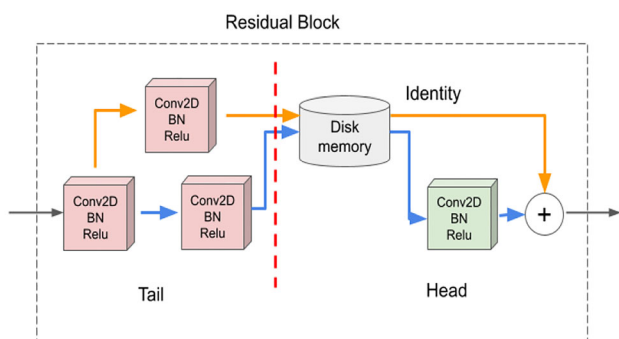 Residual Block
Conv2D
BN
Relu
Identity
Disk
memory
Conv2D
BN
Relu
Conv2D
BN
Relu
Conv2D
BN
Relu
+
Tail
Head